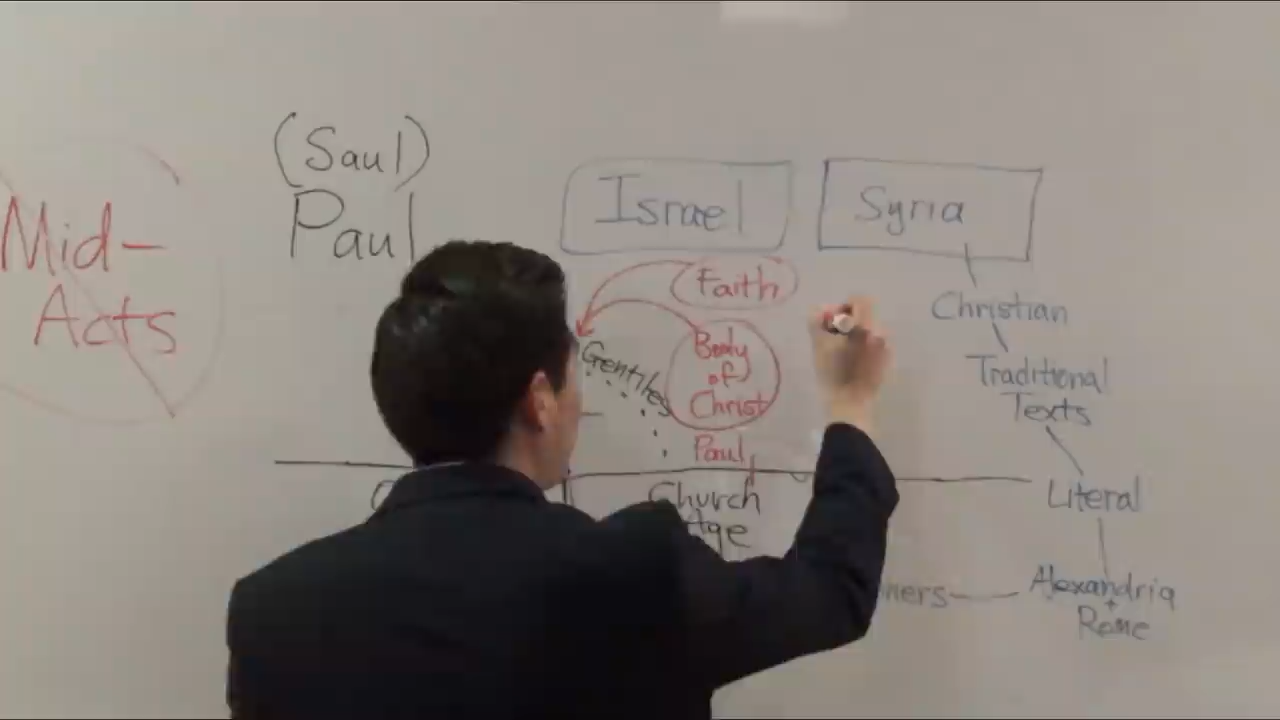 Mid-
Acts
(Saul)
Paul
Israel
Syria
Faith
Body
of
Christ
Gentiles
Paul
Church
Age
Christian
Traditional
Texts
Literal
Alexandria
+
Rome